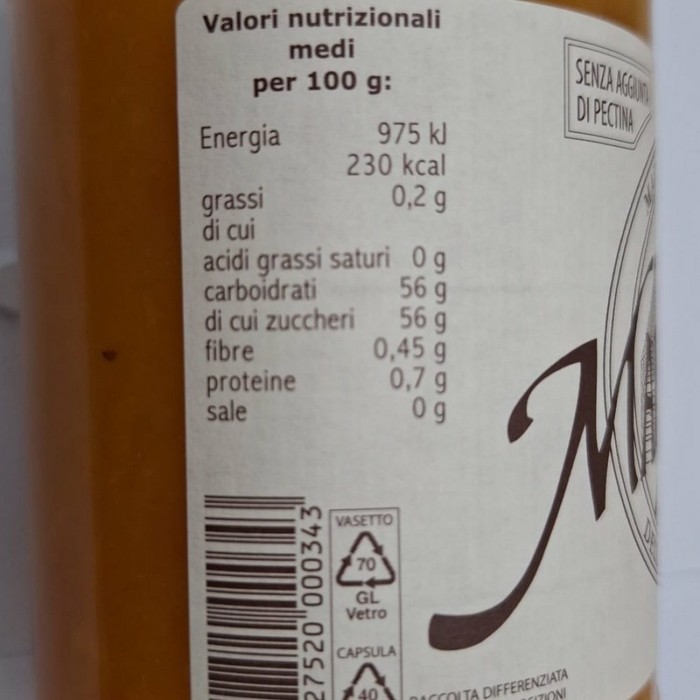 Valori nutrizionali
medi
per 100 g:
Energia 975 kJ
230 kcal
grassi 0,2 g
di cui
acidi grassi saturi 0 g
carboidrati 56 g
di cui zuccheri 56 g
fibre 0,45 g
proteine 0,7 g
sale 0 g
SENZA AGGIUNTA
DI PECTINA
M
27520 000343
VASETTO
70
GL
Vetro
CAPSULA
40
RACCOLTA DIFFERENZIATA